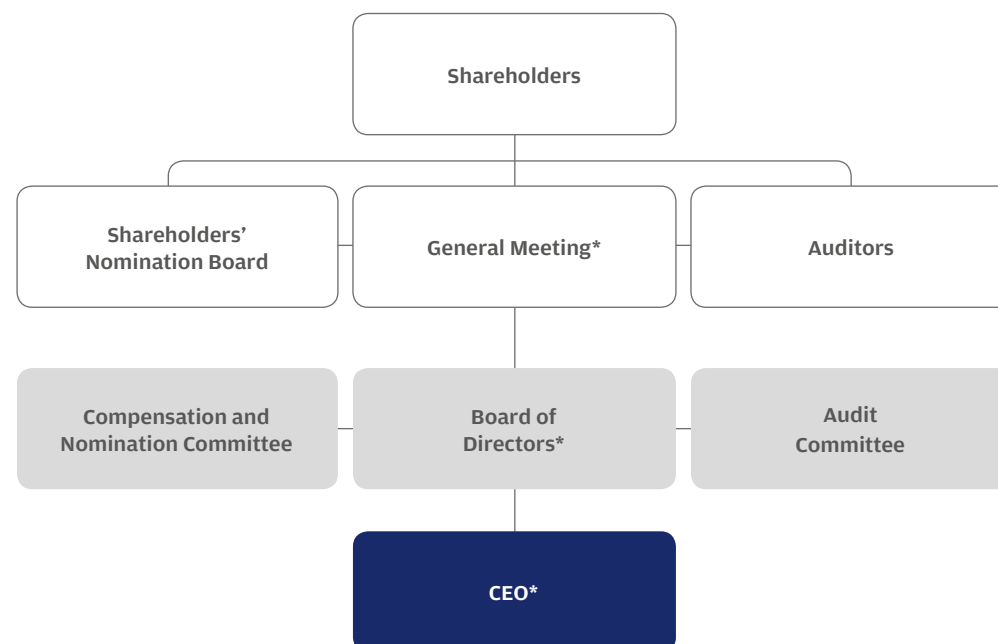 Shareholders
Shareholders’
Nomination Board
General Meeting*
Auditors
Compensation and
Nomination Committee
Board of
Directors*
Audit
Committee
CEO*